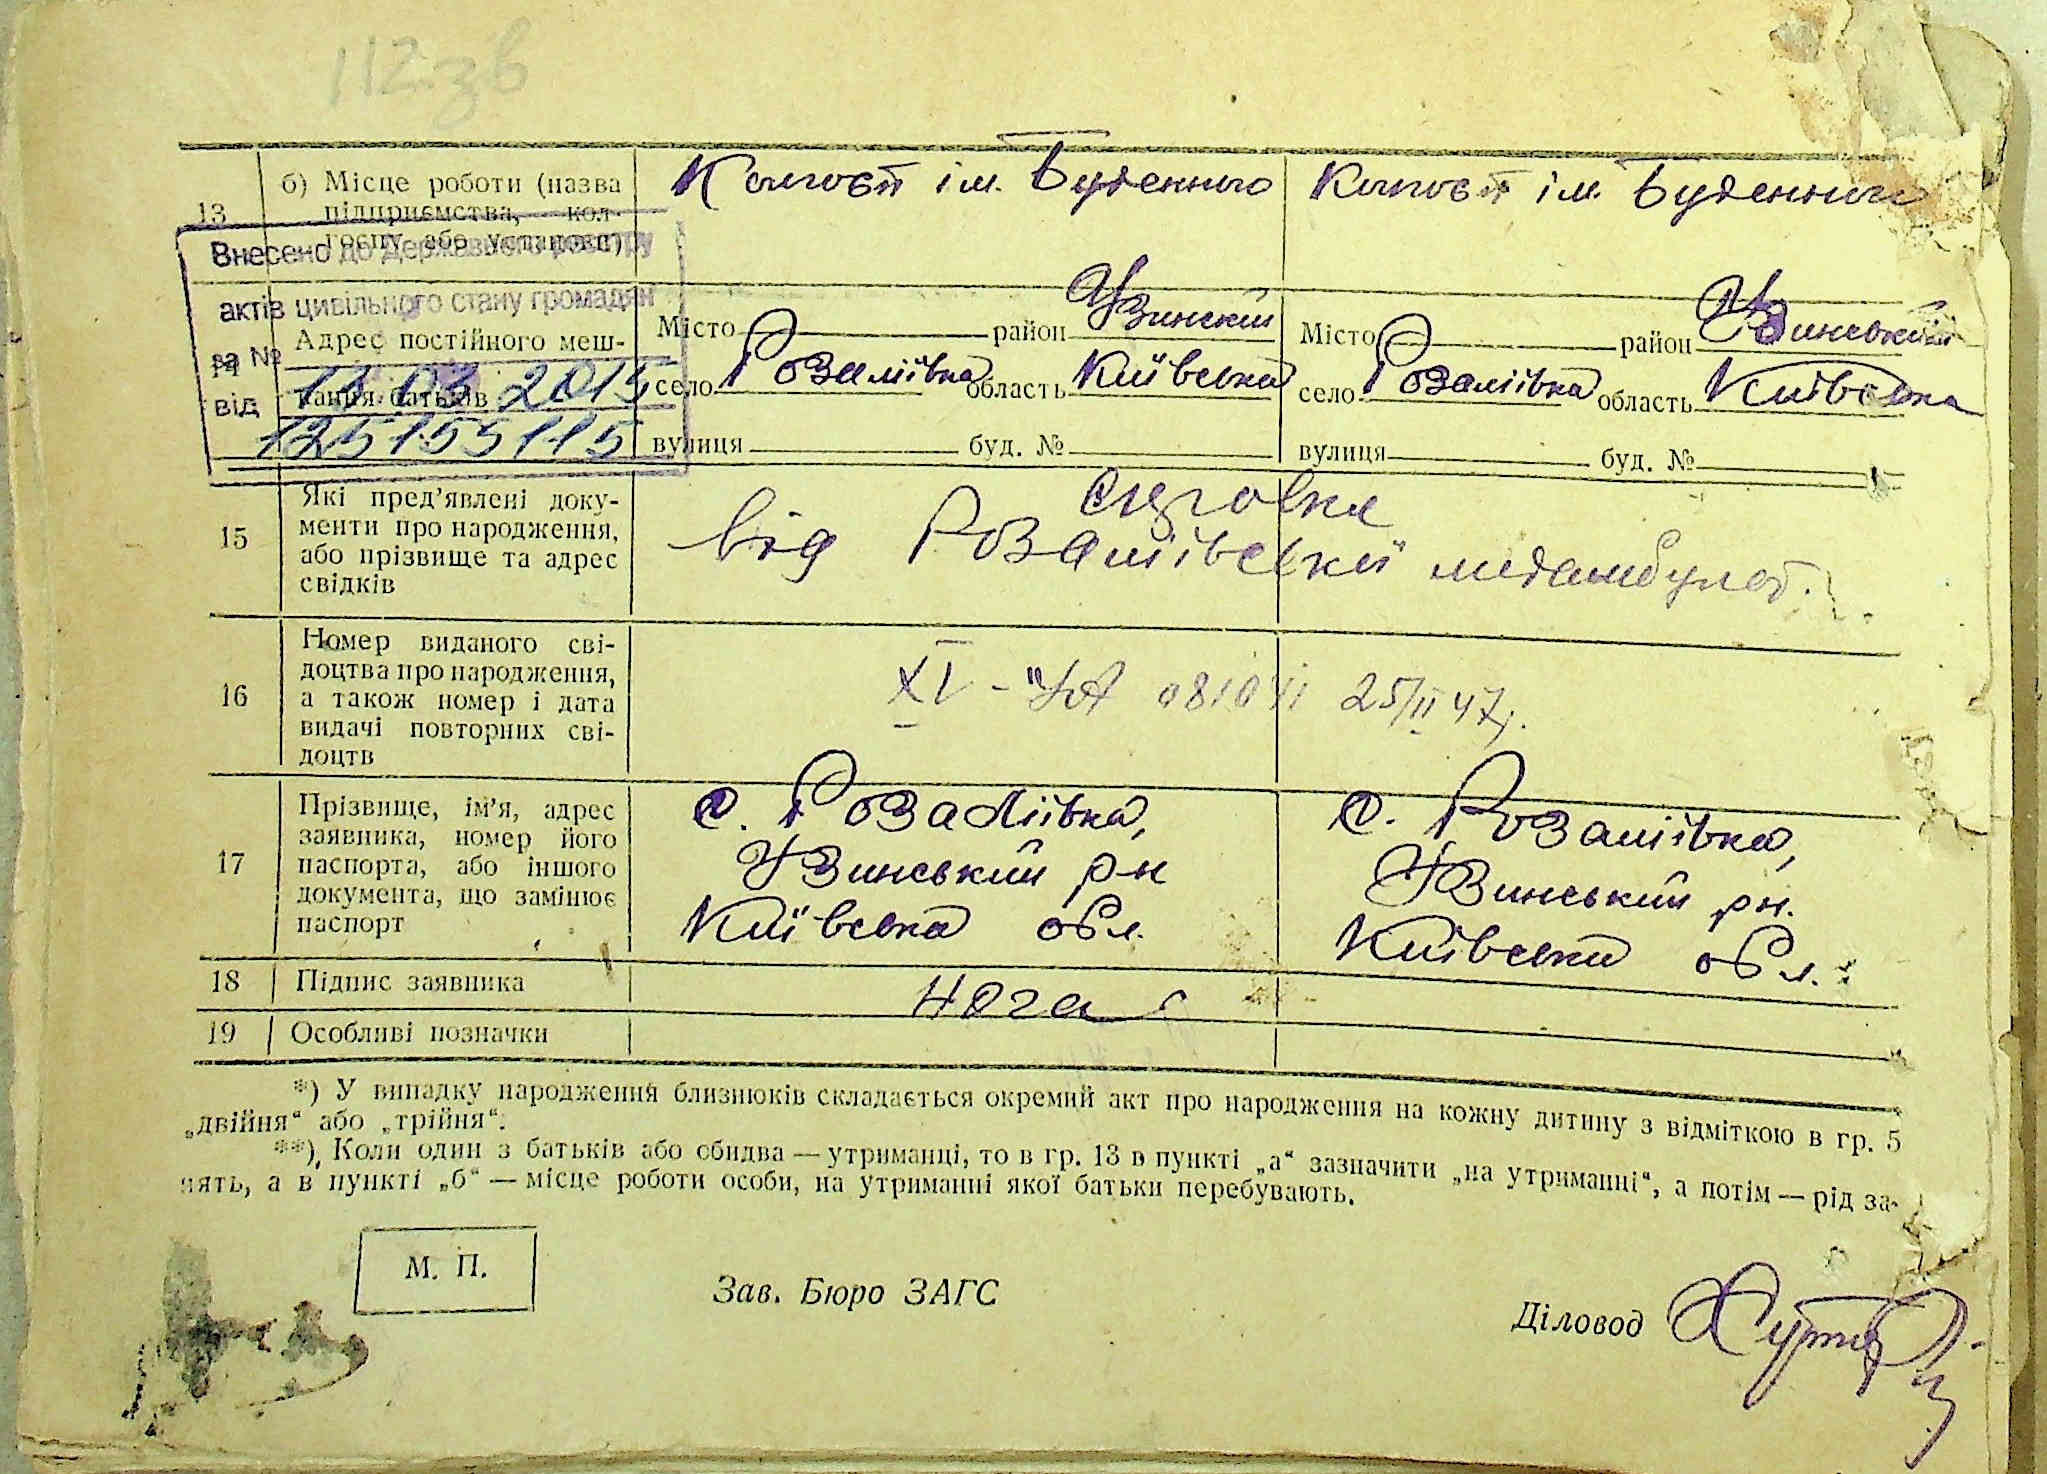 112 зв
13
б) Місце роботи (назва підприємства, колгоспу або установи)
Колгосп ім. Буденного
Колгосп ім. Буденного
Внесено до Державного реєстру
актів цивільного стану громадян
за №
13 03 2015
від
125155115
14
Адрес постійного мешкання батьків
Місто район Узинский
село Розаліївка область Київська
вулиця буд. №
Місто район Узинський
село Розаліївка область Київська
вулиця буд. №
15
Які пред’явлені документи про народження, або прізвище та адрес свідків
від Розаліївської медамбулат.
16
Номер виданого свідоцтва про народження, а також номер і дата видачі повторних свідоцтв
25/II 47
17
Прізвище, ім’я, адрес заявника, номер його паспорта, або іншого документа, що замінює паспорт
с. Розаліївка,
Узинський р-н
Київська обл.
с. Розаліївка,
Узинський рн.
Київська обл.
18
Підпис заявника
19
Особливі позначки
*) У випадку народження близнюків складається окремий акт про народження на кожну дитину з відміткою в гр. 5
„двійня“ або „трійня“.
**) Коли один з батьків або обидва — утриманці, то в гр. 13 в пункті „а“ зазначити „на утриманні“, а потім — рід за-
нять, а в пункті „б“ — місце роботи особи, на утриманні якої батьки перебувають.
М. П.
Зав. Бюро ЗАГС
Діловод